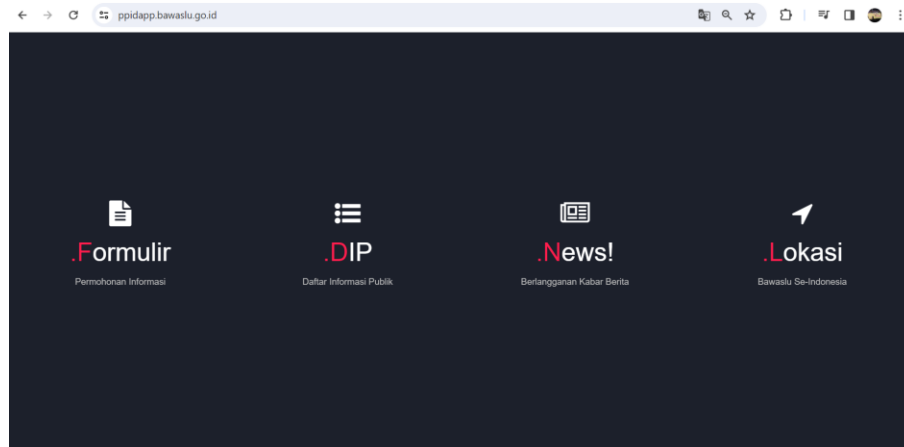 ppidapp.bawaslu.go.id
.Formulir
Permohonan Informasi
.DIP
Daftar Informasi Publik
.News!
Berlangganan Kabar Berita
.Lokasi
Bawaslu Se-Indonesia